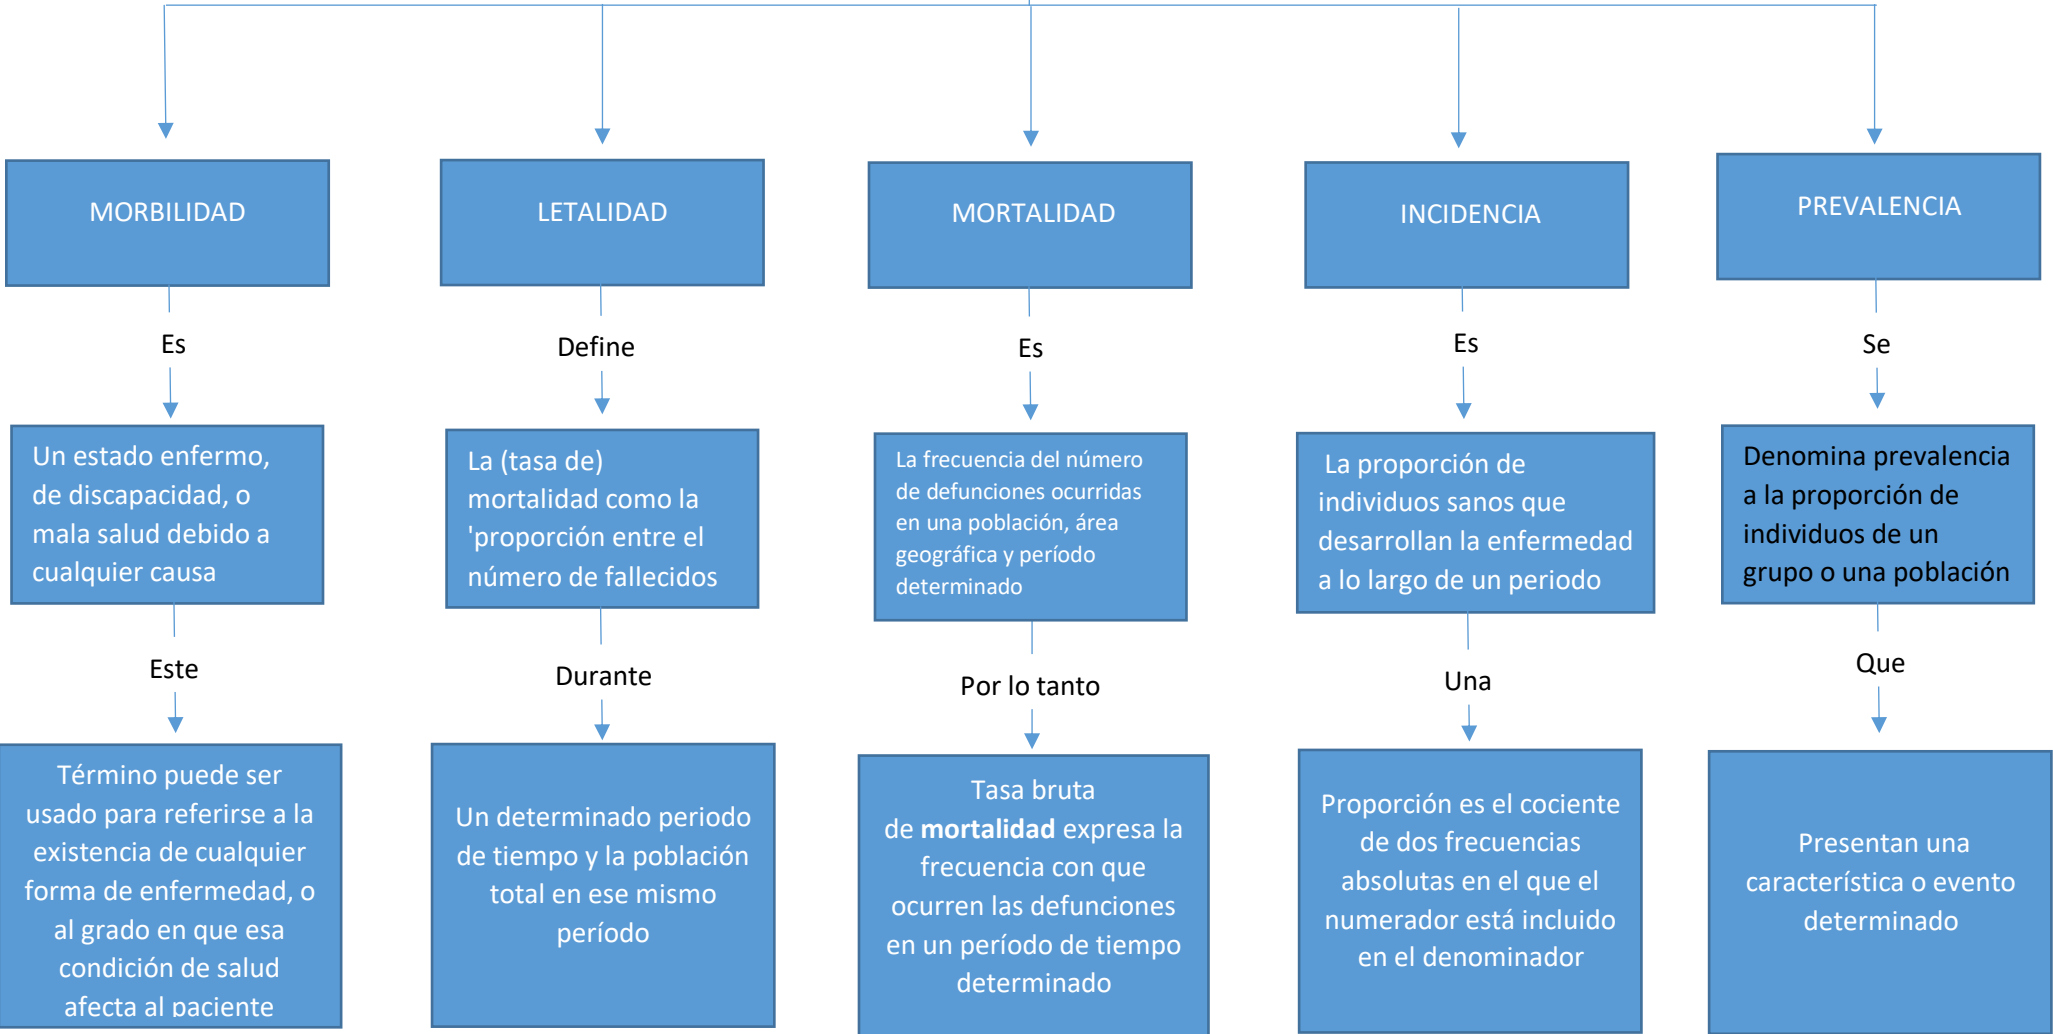 MORBILIDAD
Es
Un estado enfermo,
de discapacidad, o
mala salud debido a
cualquier causa
Este
Término puede ser
usado para referirse a la
existencia de cualquier
forma de enfermedad, o
al grado en que esa
condición de salud
afecta al paciente
LETALIDAD
Define
La (tasa de)
mortalidad como la
'proporción entre el
número de fallecidos
Durante
Un determinado periodo
de tiempo y la población
total en ese mismo
período
MORTALIDAD
Es
La frecuencia del número
de defunciones ocurridas
en una población, área
geográfica y período
determinado
Por lo tanto
Tasa bruta
de mortalidad expresa la
frecuencia con que
ocurren las defunciones
en un período de tiempo
determinado
INCIDENCIA
Es
La proporción de
individuos sanos que
desarrollan la enfermedad
a lo largo de un periodo
Una
Proporción es el cociente
de dos frecuencias
absolutas en el que el
numerador está incluido
en el denominador
PREVALENCIA
Se
Denomina prevalencia
a la proporción de
individuos de un
grupo o una población
Que
Presentan una
característica o evento
determinado